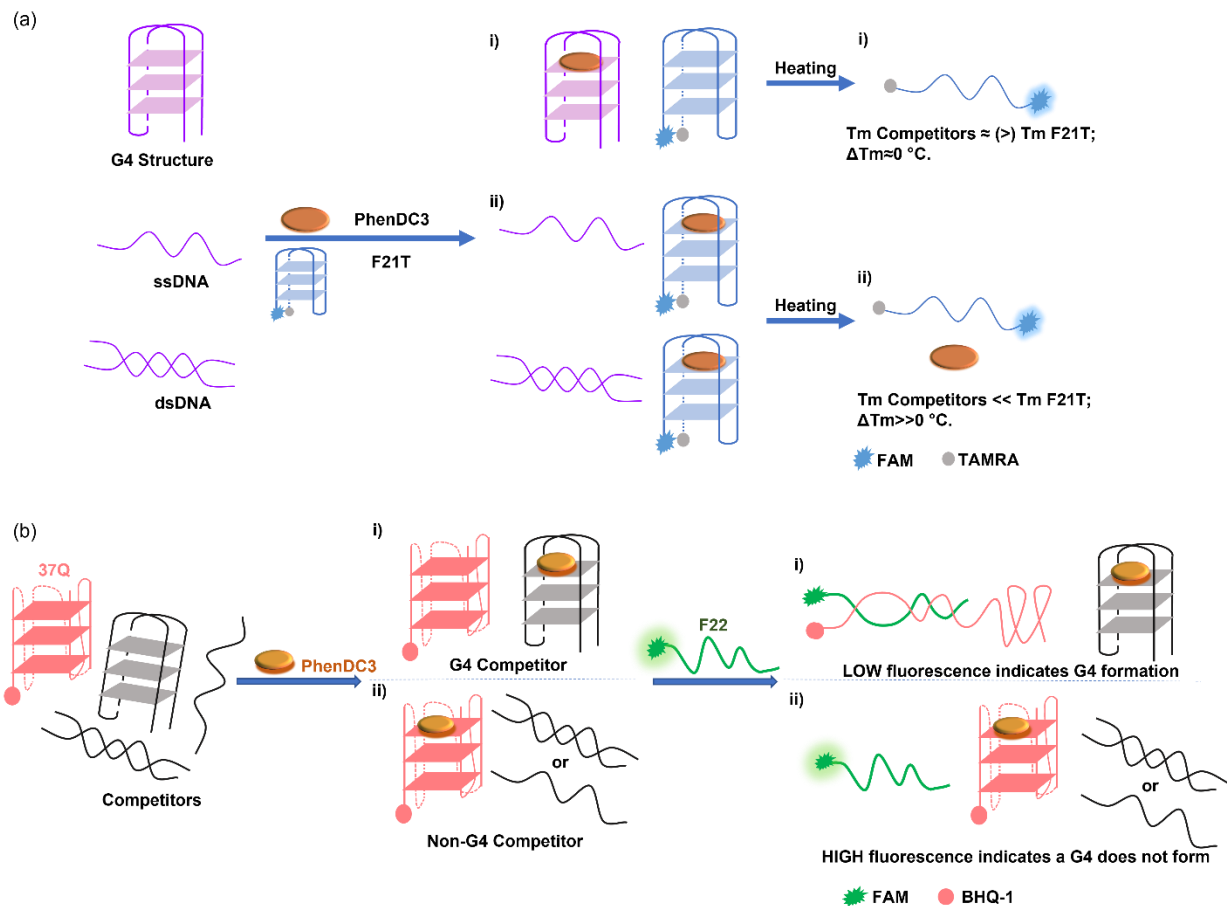 (a)
G4 Structure
ssDNA
dsDNA
PhenDC3
F21T
i)
ii)
Heating
Heating
i)
Tm Competitors ≈ (>) Tm F21T;
ΔTm≈0 °C.
ii)
Tm Competitors << Tm F21T;
ΔTm>>0 °C.
FAM
TAMRA
(b)
37Q
Competitors
PhenDC3
i)
G4 Competitor
ii)
or
Non-G4 Competitor
F22
i)
LOW fluorescence indicates G4 formation
ii)
or
HIGH fluorescence indicates a G4 does not form
FAM
BHQ-1